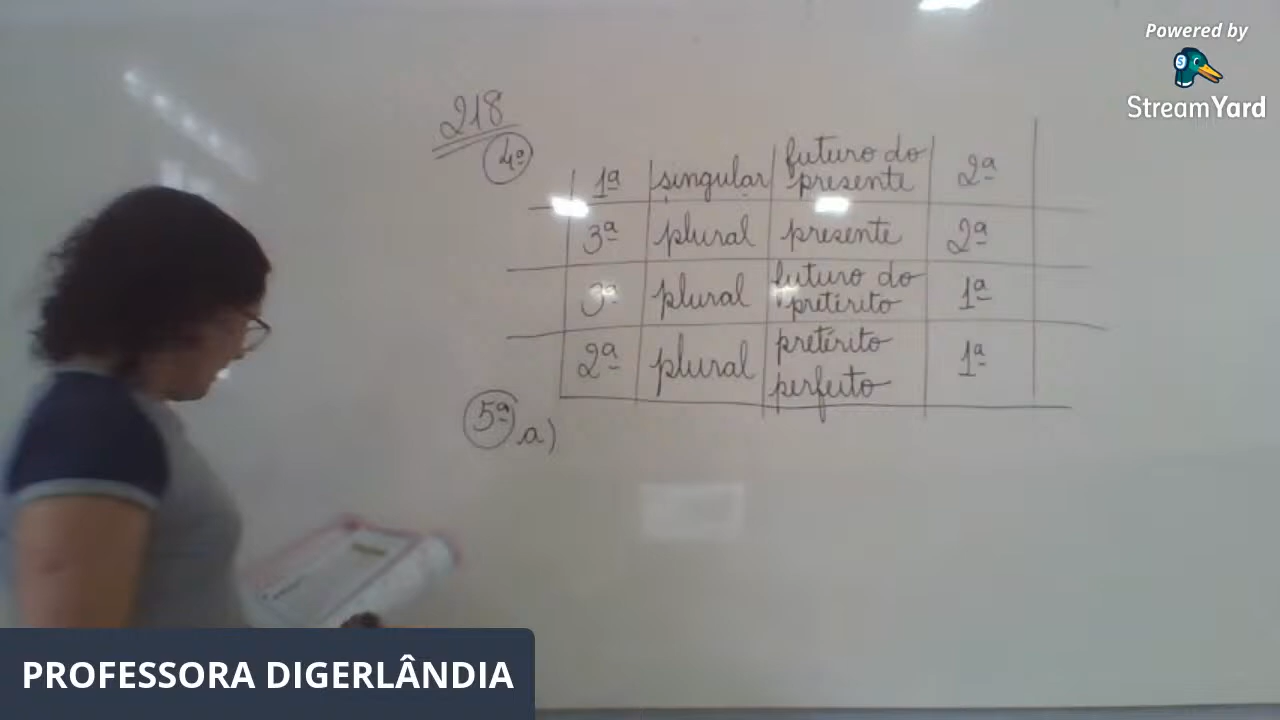 Powered by
StreamYard
218
4º
1ª singular futuro do presente 2ª
3ª plural presente 2ª
3ª plural futuro do pretérito 1ª
2ª plural pretérito perfeito 1ª
5ª a)
PROFESSORA DIGERLÂNDIA